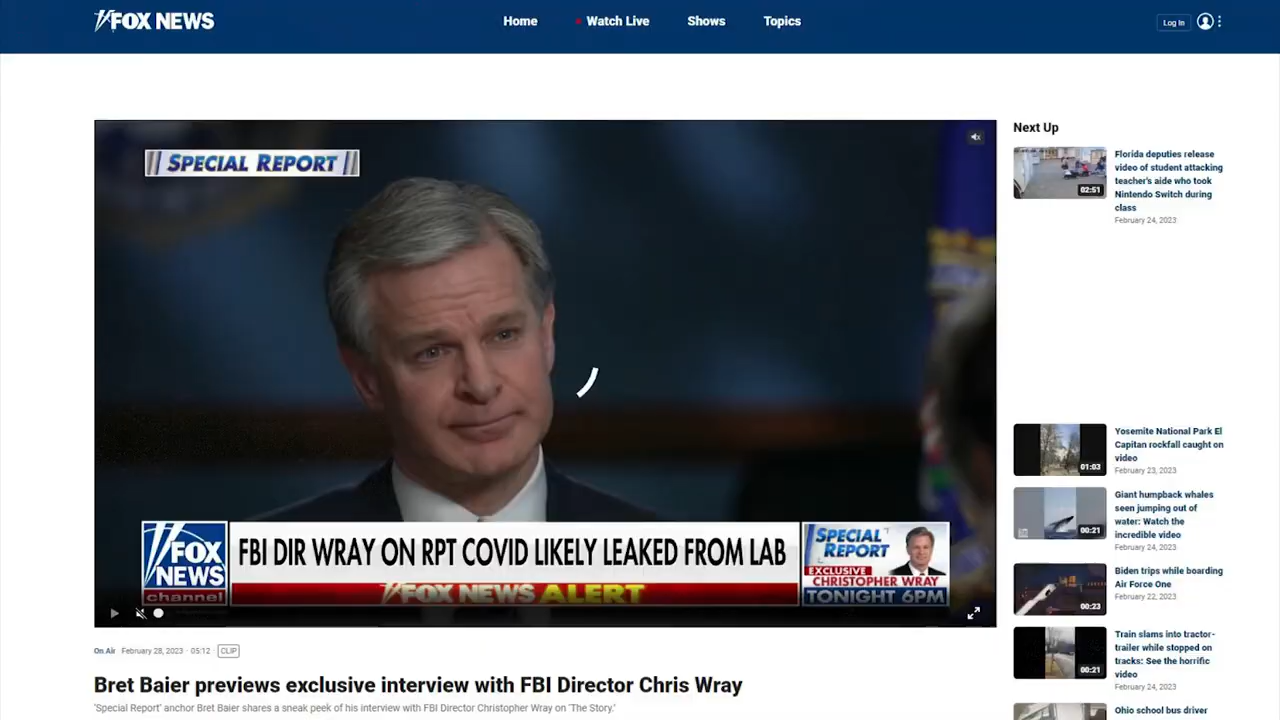 FOX NEWS
Home
Watch Live
Shows
Topics
Log In
SPECIAL REPORT
FOX
NEWS
channel
FBI DIR WRAY ON RPT COVID LIKELY LEAKED FROM LAB
FOX NEWS ALERT
SPECIAL
REPORT
EXCLUSIVE
CHRISTOPHER WRAY
TONIGHT 6PM
On Air February 28, 2023 · 05:12 · CLIP
Bret Baier previews exclusive interview with FBI Director Chris Wray
'Special Report' anchor Bret Baier shares a sneak peek of his interview with FBI Director Christopher Wray on 'The Story.'
Next Up
02:51
Florida deputies release
video of student attacking
teacher's aide who took
Nintendo Switch during
class
February 24, 2023
01:03
Yosemite National Park El
Capitan rockfall caught on
video
February 23, 2023
00:21
Giant humpback whales
seen jumping out of
water: Watch the
incredible video
February 24, 2023
00:23
Biden trips while boarding
Air Force One
February 22, 2023
00:21
Train slams into tractor-
trailer while stopped on
tracks: See the horrific
video
February 24, 2023
Ohio school bus driver